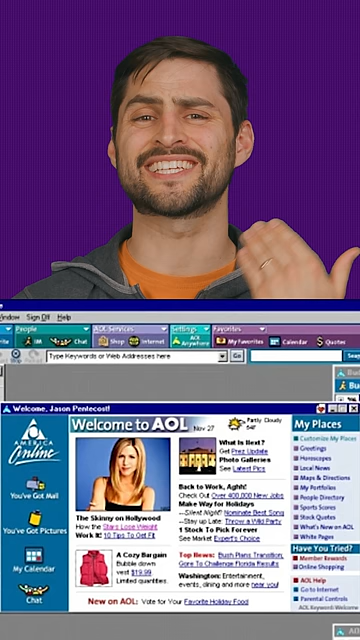 Window Sign Off Help
People AOL Services Settings Favorites
IM Chat Shop Internet AOL Anywhere My Favorites Calendar Quotes
Type Keywords or Web Addresses here Go
Welcome, Jason Pentecost!
AMERICA
Online
You've Got Mail
You've Got Pictures
My Calendar
Chat
Welcome to AOL Nov 27
Partly Cloudy
54F
The Skinny on Hollywood
How the Stars Lose Weight
Work It! 10 Tips To Get Fit
A Cozy Bargain
Bubble down
vest $19.99
Limited quantities.
What Is Next?
Get Prez Update
Photo Galleries
See Latest Pics
Back to Work, Aghh!
Check Out Over 400,000 New Jobs
Make Way for Holidays
--Silent Night! Nominate Best Song
--Stay up Late: Throw a Wild Party
1 Stock To Pick Forever
See Market Expert's Choice
Top News: Bush Plans Transition,
Gore To Challenge Florida Results
Washington: Entertainment,
events, dining and more near you!
New on AOL: Vote for Your Favorite Holiday Food
My Places
Customize My Places
Greetings
Horoscopes
Local News
Maps & Directions
My Portfolios
People Directory
Sports Scores
Stock Quotes
What's New on AOL
White Pages
Have You Tried?
Member Rewards
Online Shopping
AOL Help
Go to Internet
Parental Controls
AOL Keyword: Welcome